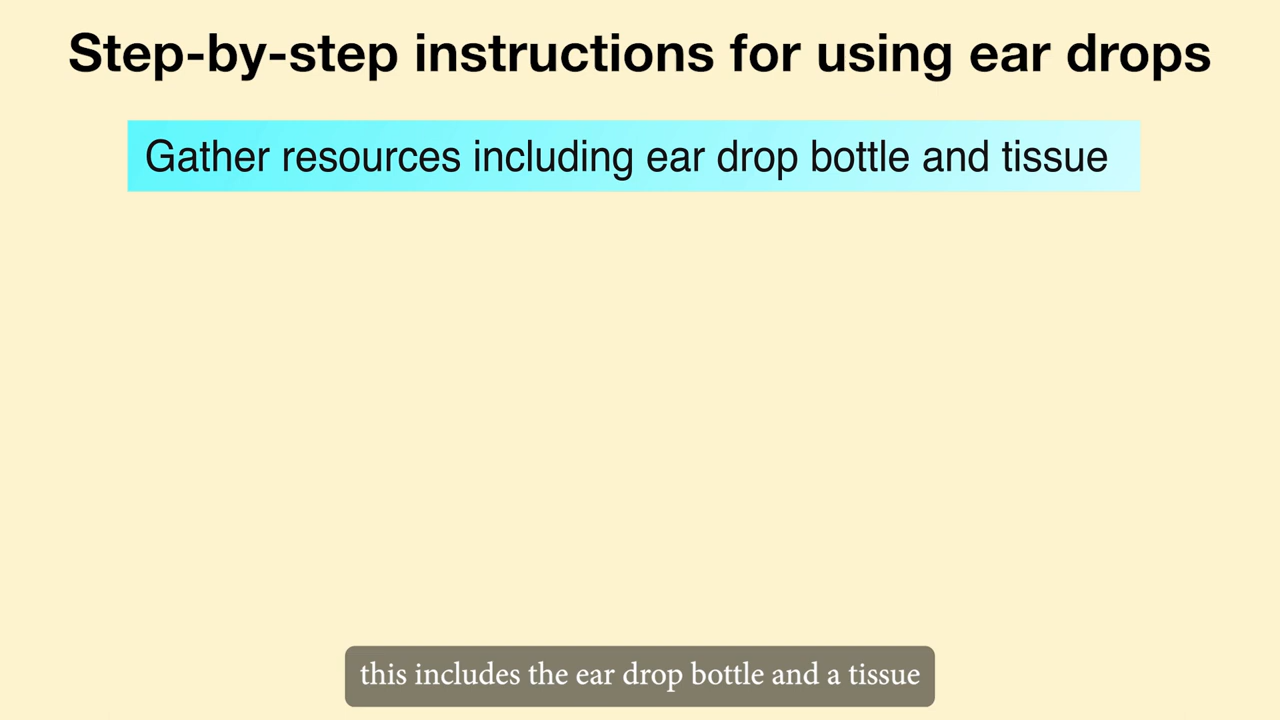 Step-by-step instructions for using ear drops
Gather resources including ear drop bottle and tissue
this includes the ear drop bottle and a tissue